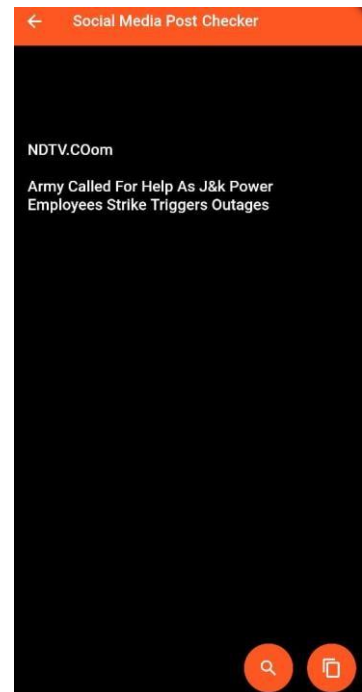 Social Media Post Checker
NDTV.COom
Army Called For Help As J&k Power
Employees Strike Triggers Outages